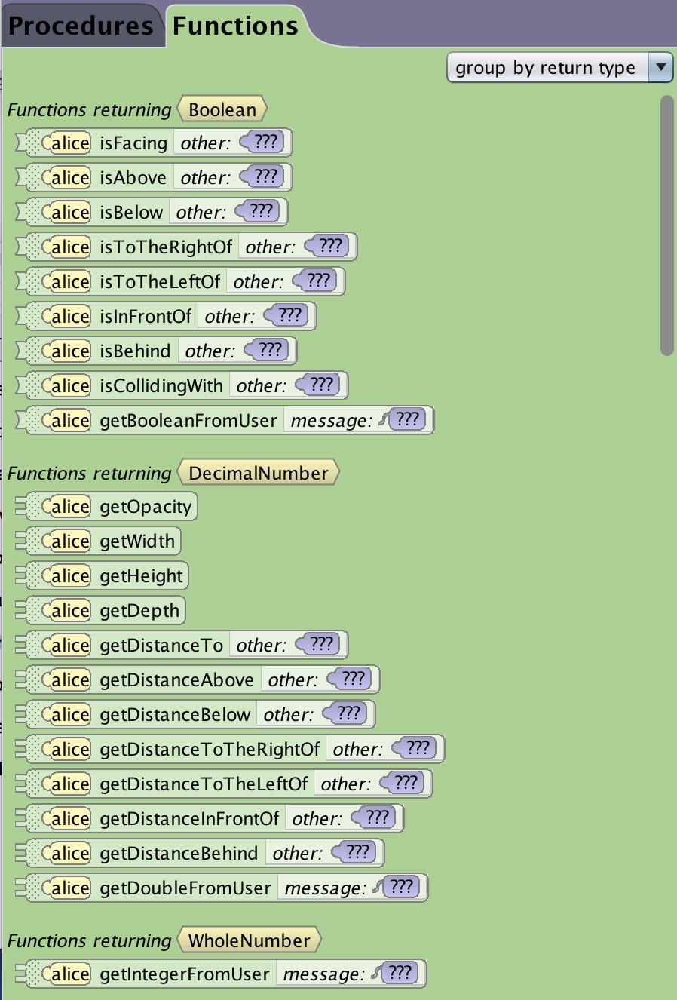 Procedures Functions
group by return type
Functions returning Boolean
alice isFacing other: ???
alice isAbove other: ???
alice isBelow other: ???
alice isToTheRightOf other: ???
alice isToTheLeftOf other: ???
alice isInFrontOf other: ???
alice isBehind other: ???
alice isCollidingWith other: ???
alice getBooleanFromUser message: ???
Functions returning DecimalNumber
alice getOpacity
alice getWidth
alice getHeight
alice getDepth
alice getDistanceTo other: ???
alice getDistanceAbove other: ???
alice getDistanceBelow other: ???
alice getDistanceToTheRightOf other: ???
alice getDistanceToTheLeftOf other: ???
alice getDistanceInFrontOf other: ???
alice getDistanceBehind other: ???
alice getDoubleFromUser message: ???
Functions returning WholeNumber
alice getIntegerFromUser message: ???